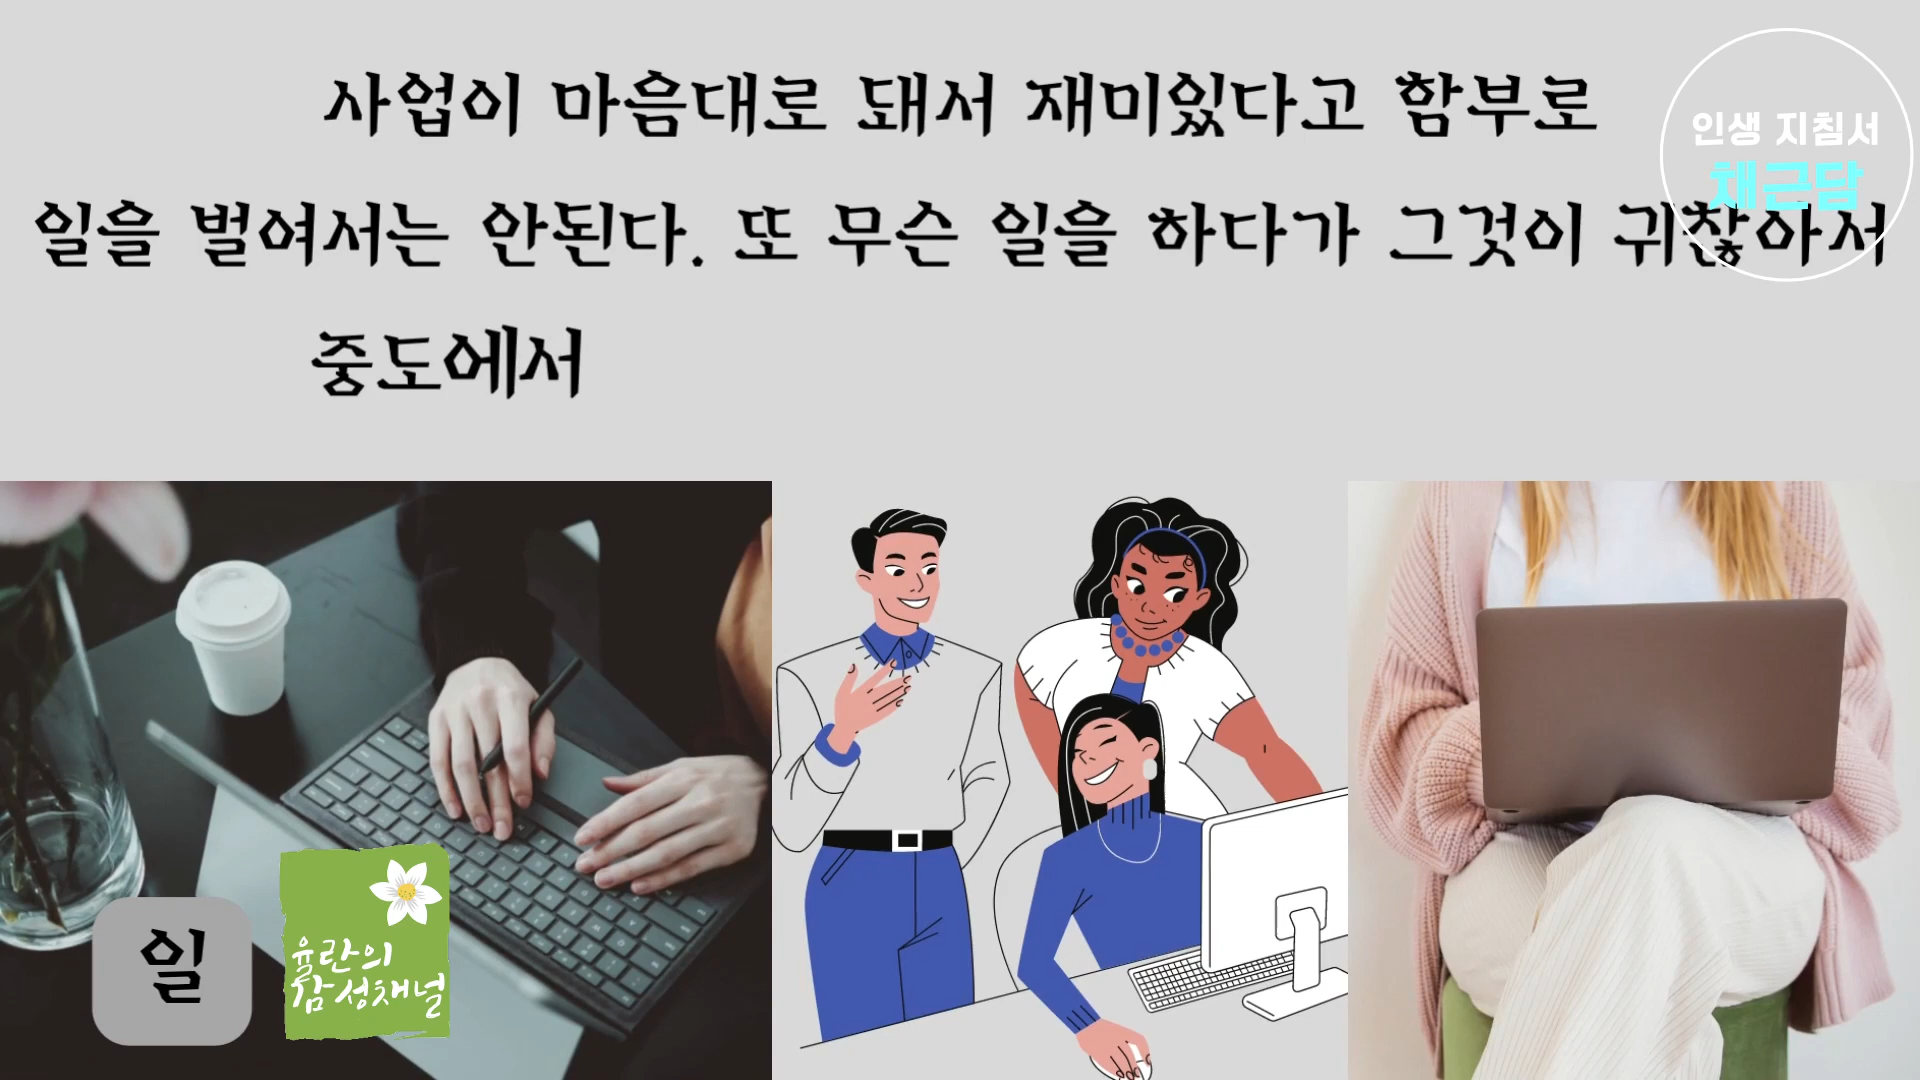 사업이 마음대로 돼서 재미있다고 함부로
일을 벌여서는 안된다. 또 무슨 일을 하다가 그것이 귀찮아서
중도에서
인생 지침서
채근담
일
율란의
감성채널